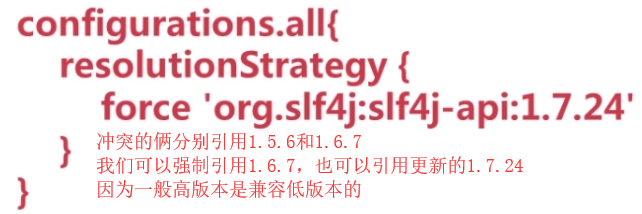 configurations.all{
resolutionStrategy {
force 'org.slf4j:slf4j-api:1.7.24'
}
冲突的俩分别引用1.5.6和1.6.7
我们可以强制引用1.6.7，也可以引用更新的1.7.24
因为一般高版本是兼容低版本的
}